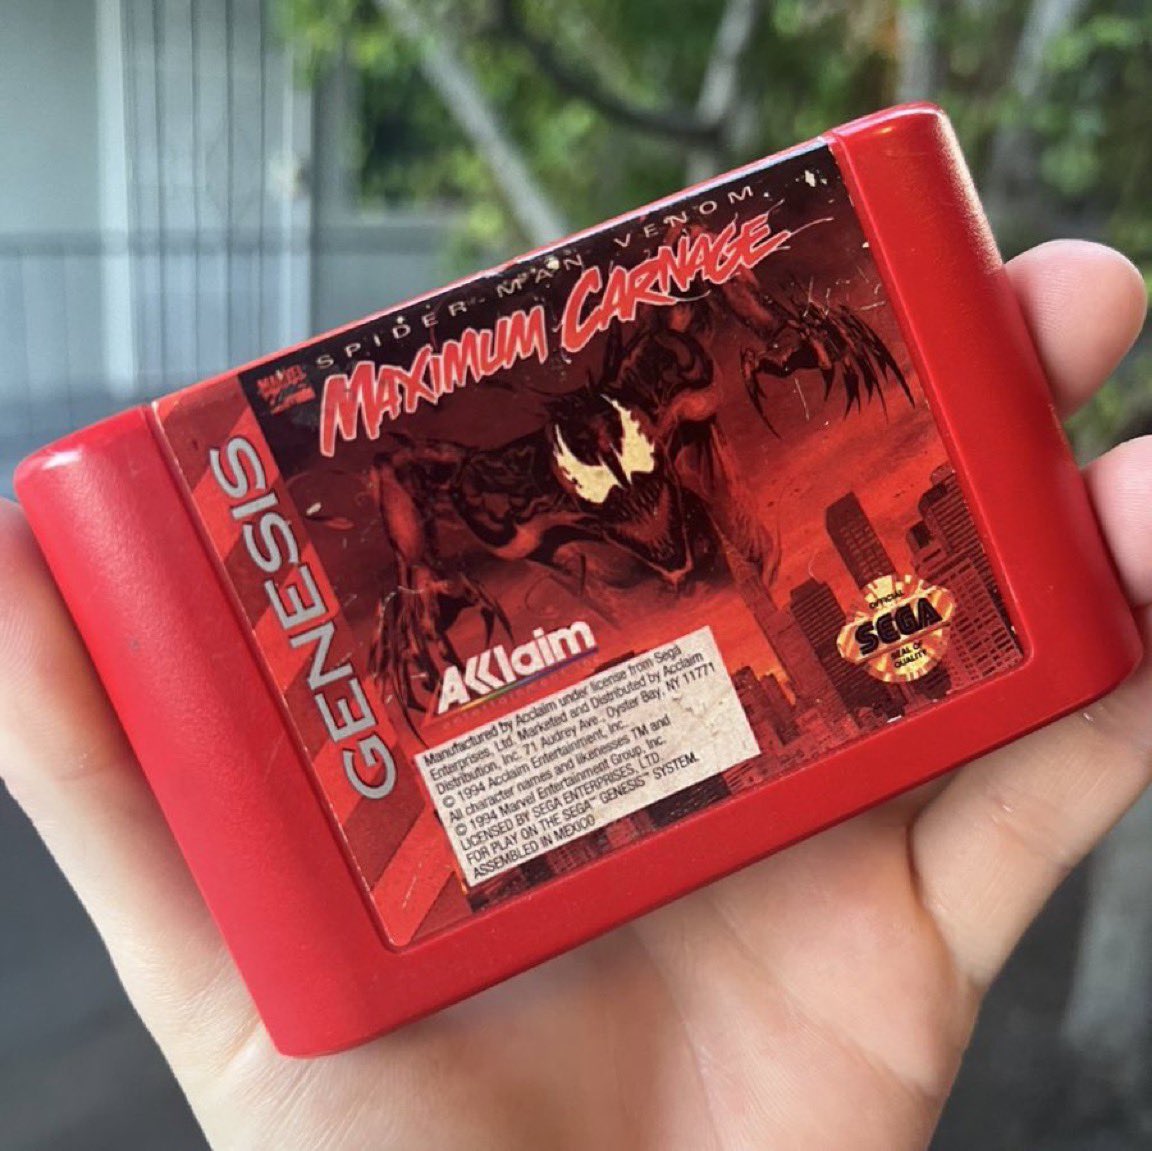 SPIDER-MAN VENOM
MAXIMUM CARNAGE
MARVEL
GENESIS
AKKlaim
OFFICIAL
SEGA
SEAL OF
QUALITY
Manufactured by Acclaim under license from Sega
Enterprises, Ltd. Marketed and Distributed by Acclaim
Distribution, Inc. 71 Audrey Ave., Oyster Bay, NY 11771
© 1994 Acclaim Entertainment, Inc.
All character names and likenesses TM and
© 1994 Marvel Entertainment Group, Inc.
LICENSED BY SEGA ENTERPRISES, LTD.
FOR PLAY ON THE SEGA™ GENESIS™ SYSTEM.
ASSEMBLED IN MEXICO